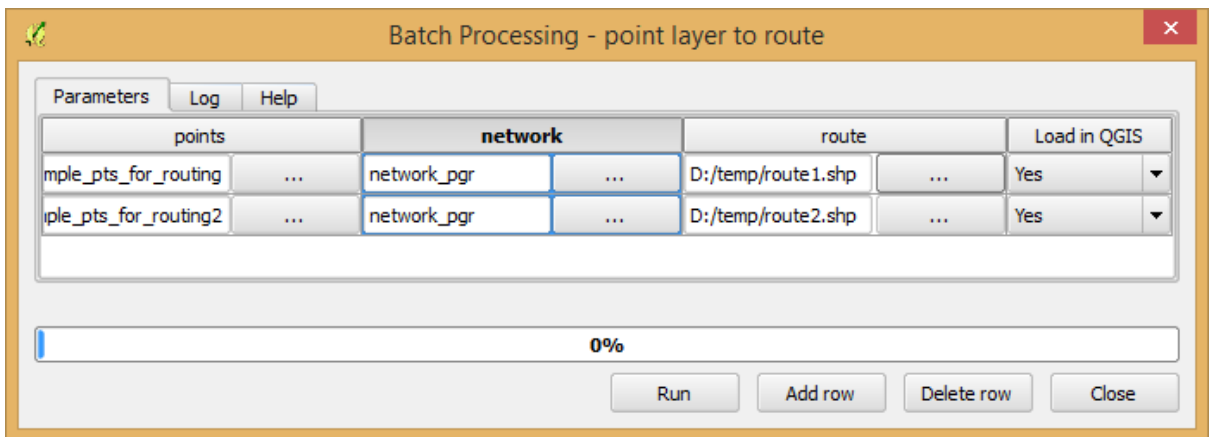 Batch Processing - point layer to route
Parameters Log Help
points network route Load in QGIS
mple_pts_for_routing ... network_pgr ... D:/temp/route1.shp ... Yes
ple_pts_for_routing2 ... network_pgr ... D:/temp/route2.shp ... Yes
0%
Run Add row Delete row Close